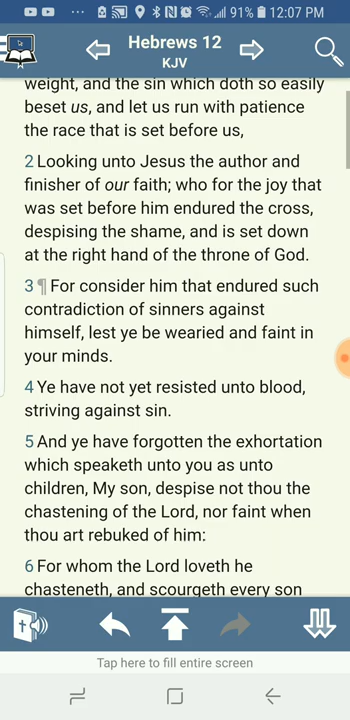 91% 12:07 PM
Hebrews 12
KJV
weight, and the sin which doth so easily
beset us, and let us run with patience
the race that is set before us,
2 Looking unto Jesus the author and
finisher of our faith; who for the joy that
was set before him endured the cross,
despising the shame, and is set down
at the right hand of the throne of God.
3 ¶ For consider him that endured such
contradiction of sinners against
himself, lest ye be wearied and faint in
your minds.
4 Ye have not yet resisted unto blood,
striving against sin.
5 And ye have forgotten the exhortation
which speaketh unto you as unto
children, My son, despise not thou the
chastening of the Lord, nor faint when
thou art rebuked of him:
6 For whom the Lord loveth he
chasteneth, and scourgeth every son
Tap here to fill entire screen